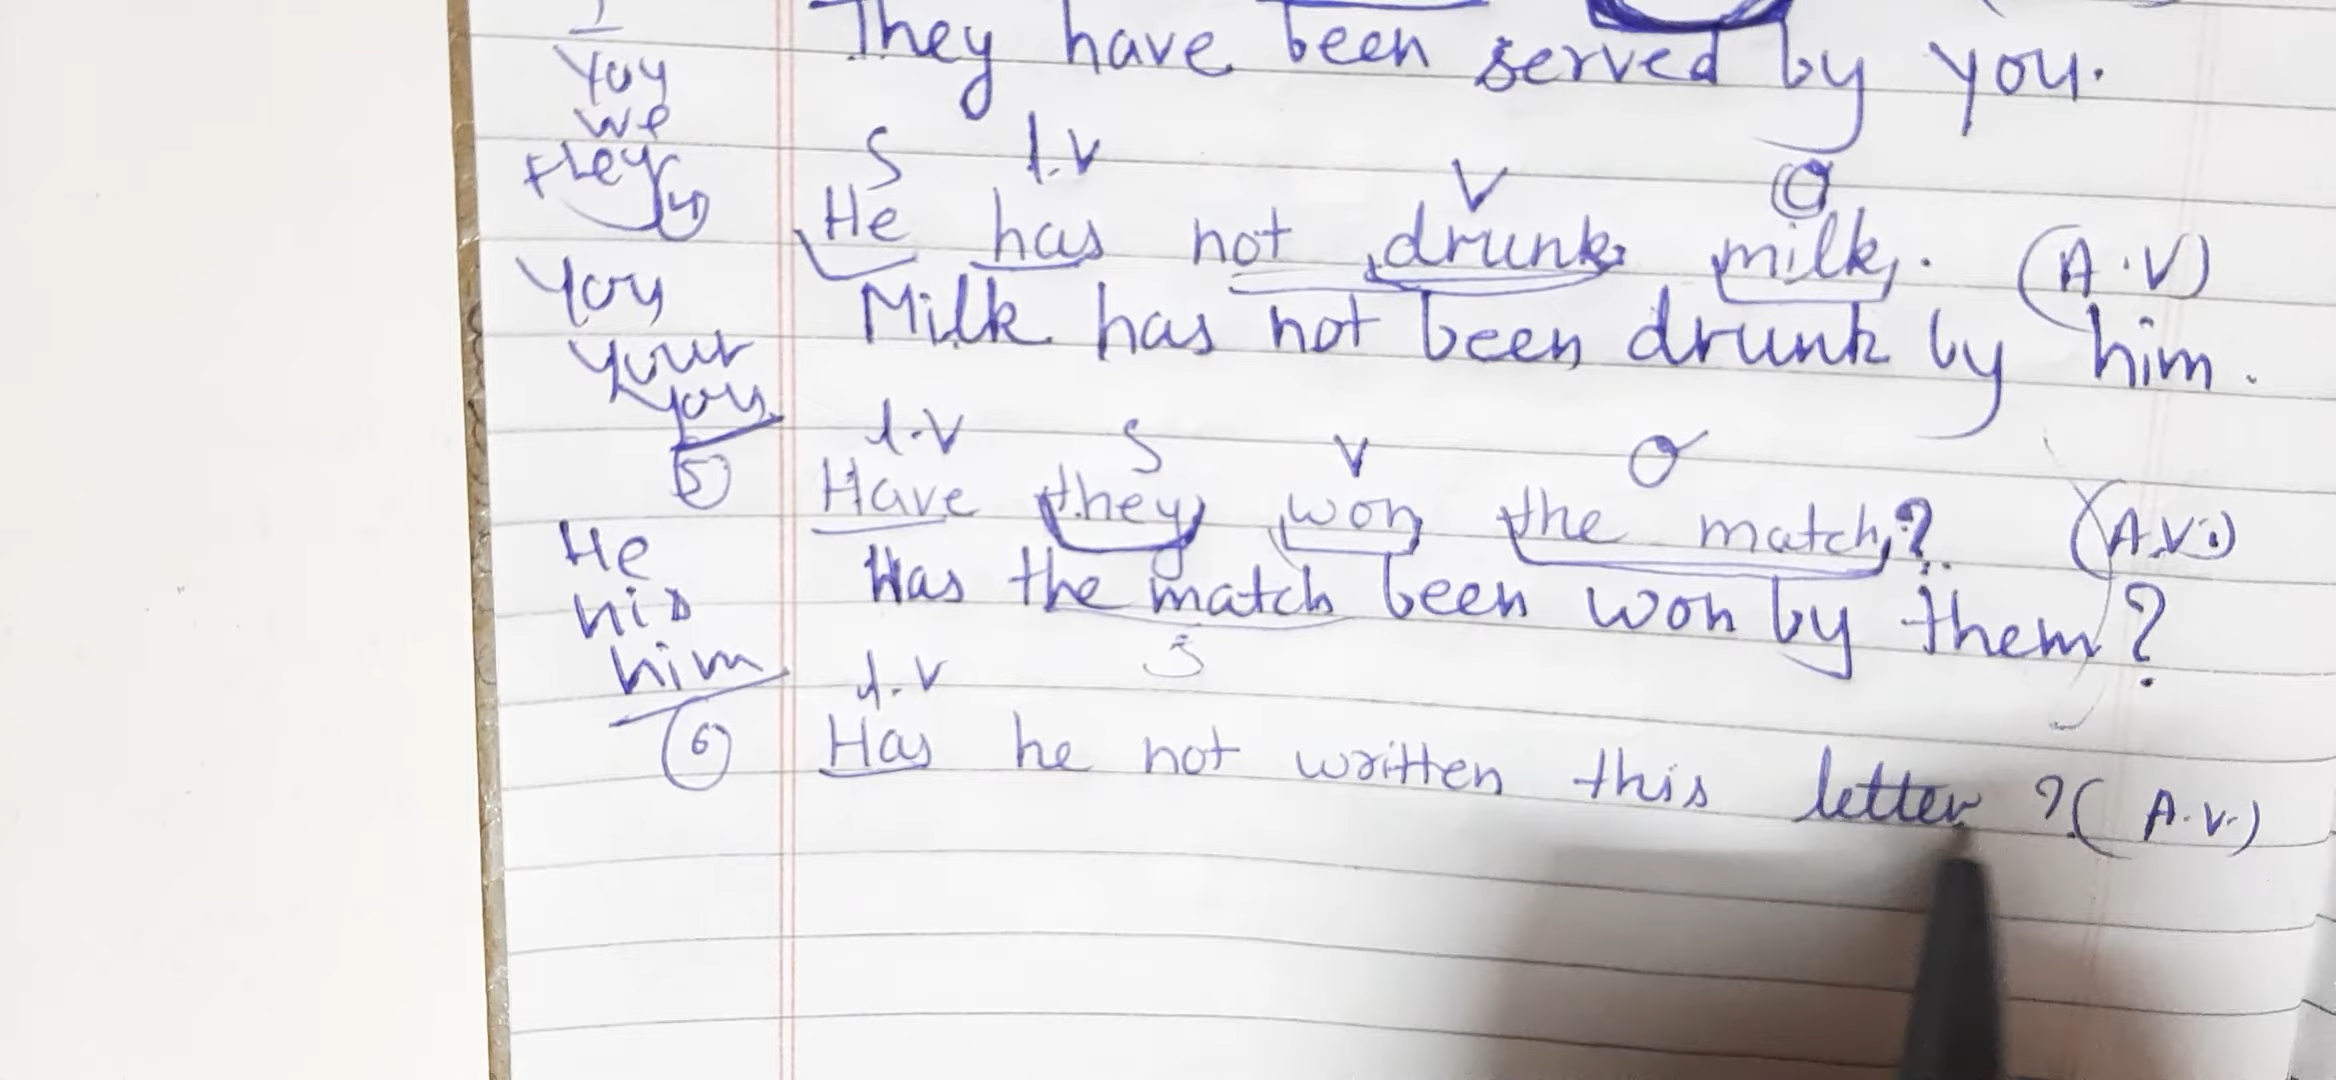 They have been served by you.
You
we
they
S H.V V O
4 He has not drunk milk. (A.V)
Milk has not been drunk by him.
You
your
you
H.V S V O
5 Have they won the match? (A.V.)
Has the match been won by them?
S
He
his
him
H.V
6 Has he not written this letter ? (A.V.)